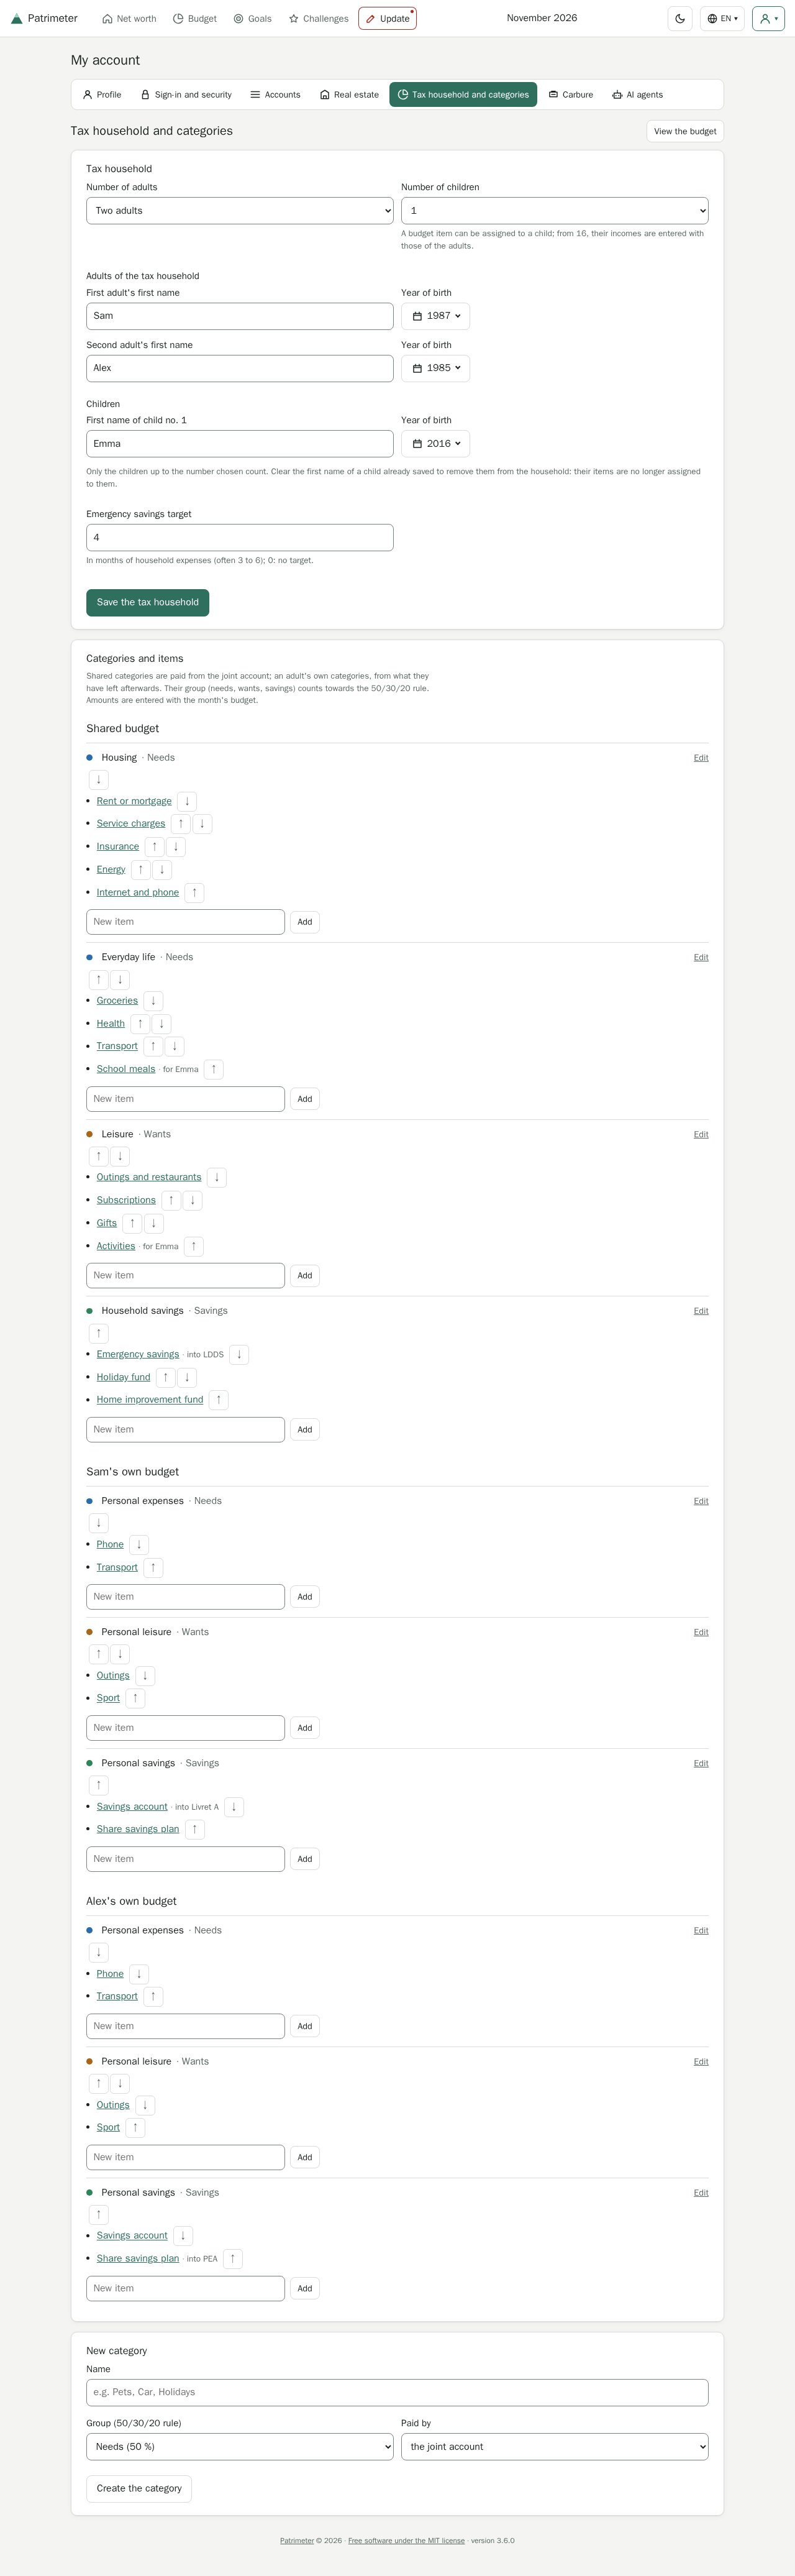 Patrimeter
Net worth
Budget
Goals
Challenges
Update
November 2026
EN
My account
Profile
Sign-in and security
Accounts
Real estate
Tax household and categories
Carbure
AI agents
Tax household and categories
View the budget
Tax household
Number of adults
Number of children
Two adults
1
A budget item can be assigned to a child; from 16, their incomes are entered with
those of the adults.
Adults of the tax household
First adult's first name
Year of birth
Sam
1987
Second adult's first name
Year of birth
Alex
1985
Children
First name of child no. 1
Year of birth
Emma
2016
Only the children up to the number chosen count. Clear the first name of a child already saved to remove them from the household: their items are no longer assigned
to them.
Emergency savings target
4
In months of household expenses (often 3 to 6); 0: no target.
Save the tax household
Categories and items
Shared categories are paid from the joint account; an adult's own categories, from what they
have left afterwards. Their group (needs, wants, savings) counts towards the 50/30/20 rule.
Amounts are entered with the month's budget.
Shared budget
Housing · Needs
Edit
↓
• Rent or mortgage ↓
• Service charges ↑ ↓
• Insurance ↑ ↓
• Energy ↑ ↓
• Internet and phone ↑
New item
Add
Everyday life · Needs
Edit
↑ ↓
• Groceries ↓
• Health ↑ ↓
• Transport ↑ ↓
• School meals · for Emma ↑
New item
Add
Leisure · Wants
Edit
↑ ↓
• Outings and restaurants ↓
• Subscriptions ↑ ↓
• Gifts ↑ ↓
• Activities · for Emma ↑
New item
Add
Household savings · Savings
Edit
↑
• Emergency savings · into LDDS ↓
• Holiday fund ↑ ↓
• Home improvement fund ↑
New item
Add
Sam's own budget
Personal expenses · Needs
Edit
↓
• Phone ↓
• Transport ↑
New item
Add
Personal leisure · Wants
Edit
↑ ↓
• Outings ↓
• Sport ↑
New item
Add
Personal savings · Savings
Edit
↑
• Savings account · into Livret A ↓
• Share savings plan ↑
New item
Add
Alex's own budget
Personal expenses · Needs
Edit
↓
• Phone ↓
• Transport ↑
New item
Add
Personal leisure · Wants
Edit
↑ ↓
• Outings ↓
• Sport ↑
New item
Add
Personal savings · Savings
Edit
↑
• Savings account ↓
• Share savings plan · into PEA ↑
New item
Add
New category
Name
e.g. Pets, Car, Holidays
Group (50/30/20 rule)
Paid by
Needs (50 %)
the joint account
Create the category
Patrimeter © 2026 · Free software under the MIT license · version 3.6.0